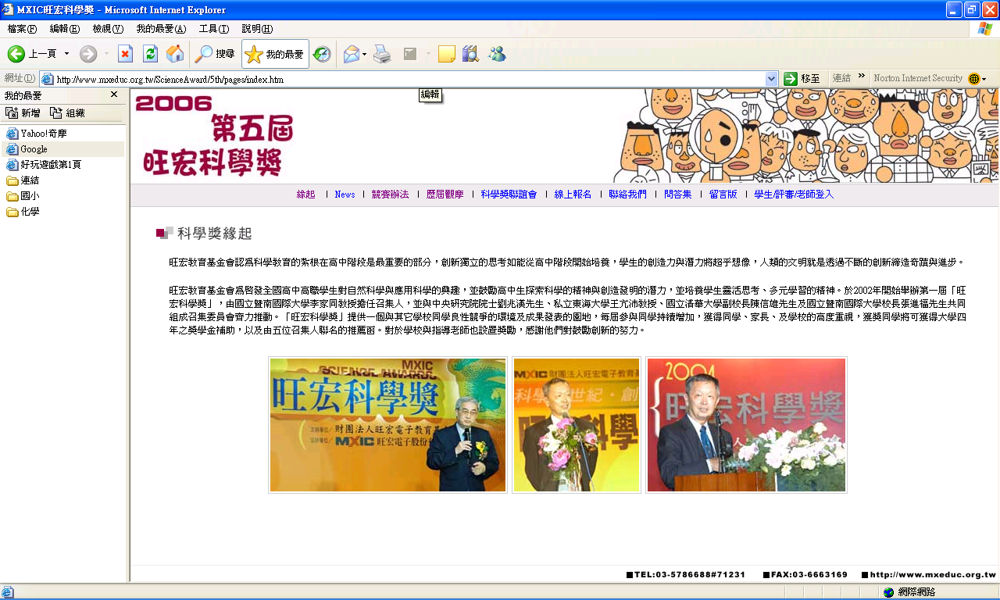 MXIC旺宏科學獎 - Microsoft Internet Explorer
檔案(F) 編輯(E) 檢視(V) 我的最愛(A) 工具(T) 說明(H)
上一頁 搜尋 我的最愛
網址(D) http://www.mxeduc.org.tw/ScienceAward/5th/pages/index.htm 移至 連結 » Norton Internet Security
編輯
我的最愛
新增 組織
Yahoo!奇摩
Google
好玩遊戲第1頁
連結
國小
化學
2006
第五屆
旺宏科學獎
緣起 | News | 競賽辦法 | 歷屆觀摩 | 科學獎聯誼會 | 線上報名 | 聯絡我們 | 問答集 | 留言版 | 學生/評審/老師登入
科學獎緣起
旺宏教育基金會認為科學教育的紮根在高中階段是最重要的部分，創新獨立的思考如能從高中階段開始培養，學生的創造力與潛力將超乎想像，人類的文明就是透過不斷的創新締造奇蹟與進步。
旺宏教育基金會為啓發全國高中高職學生對自然科學與應用科學的興趣，並鼓勵高中生探索科學的精神與創造發明的潛力，並培養學生靈活思考、多元學習的精神。於2002年開始舉辦第一屆「旺
宏科學獎」，由國立暨南國際大學李家同教授擔任召集人，並與中央研究院院士劉兆漢先生、私立東海大學王亢沛教授、國立清華大學副校長陳信雄先生及國立暨南國際大學校長張進福先生共同
組成召集委員會齊力推動。「旺宏科學獎」提供一個與其它學校同學良性競爭的環境及成果發表的園地，每屆參與同學持續增加，獲得同學、家長、及學校的高度重視，獲獎同學將可獲得大學四
年之獎學金補助，以及由五位召集人聯名的推薦函。對於學校與指導老師也設置獎勵，感謝他們對鼓勵創新的努力。
MXIC
SCIENCE AWARDS
旺宏科學獎
主辦單位／財團法人旺宏電子教育基
協辦單位／MXIC 旺宏電子股份
MXIC 財團法人旺宏電子教育基
科學 世紀・創
旺宏科學
2004
旺宏科學獎
TEL:03-5786688#71231 FAX:03-6663169 http://www.mxeduc.org.tw
網際網路